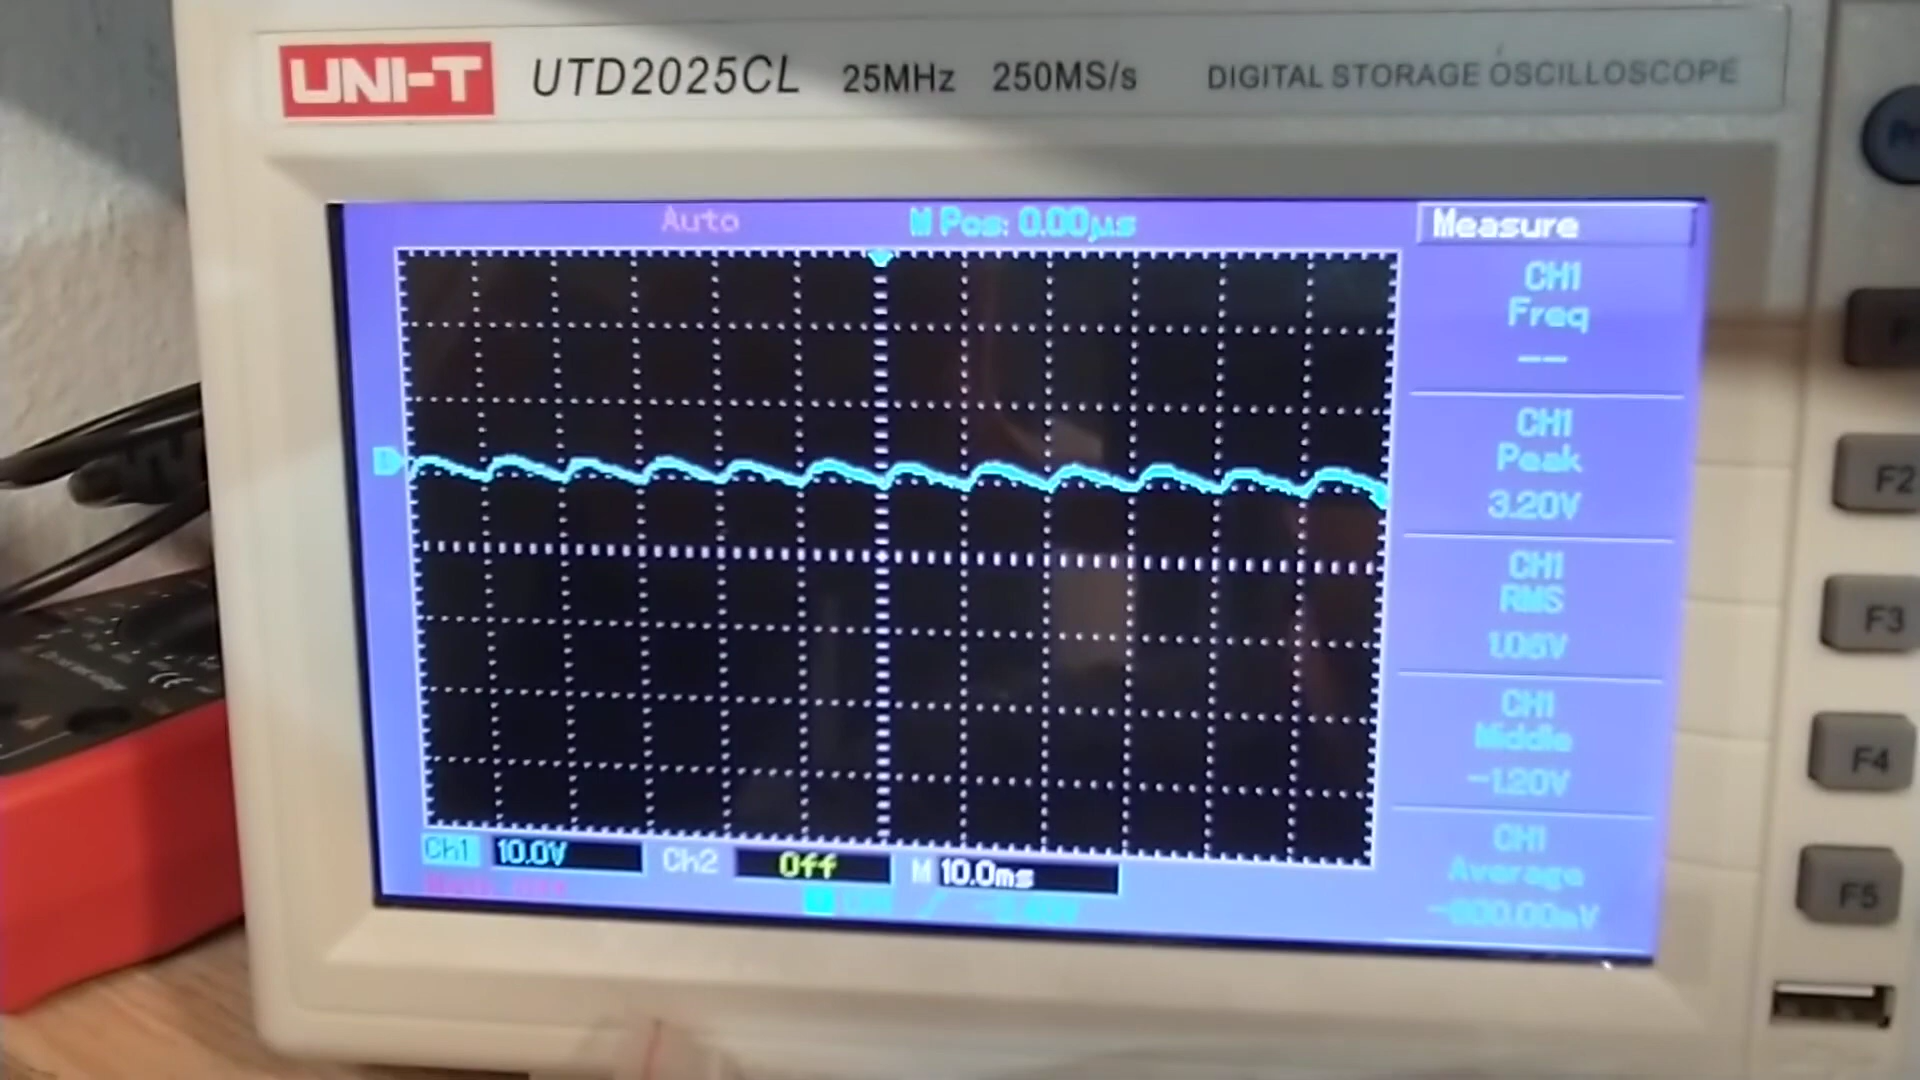 UNI-T UTD2025CL 25MHz 250MS/s DIGITAL STORAGE OSCILLOSCOPE
Auto M Pos: 0.00µs Measure
CH1
Freq
--
CH1
Peak
3.20V
CH1
RMS
1.06V
CH1
Middle
-1.20V
CH1
Average
Ch1 10.0V Ch2 Off M 10.0ms
F2
F3
F4
F5